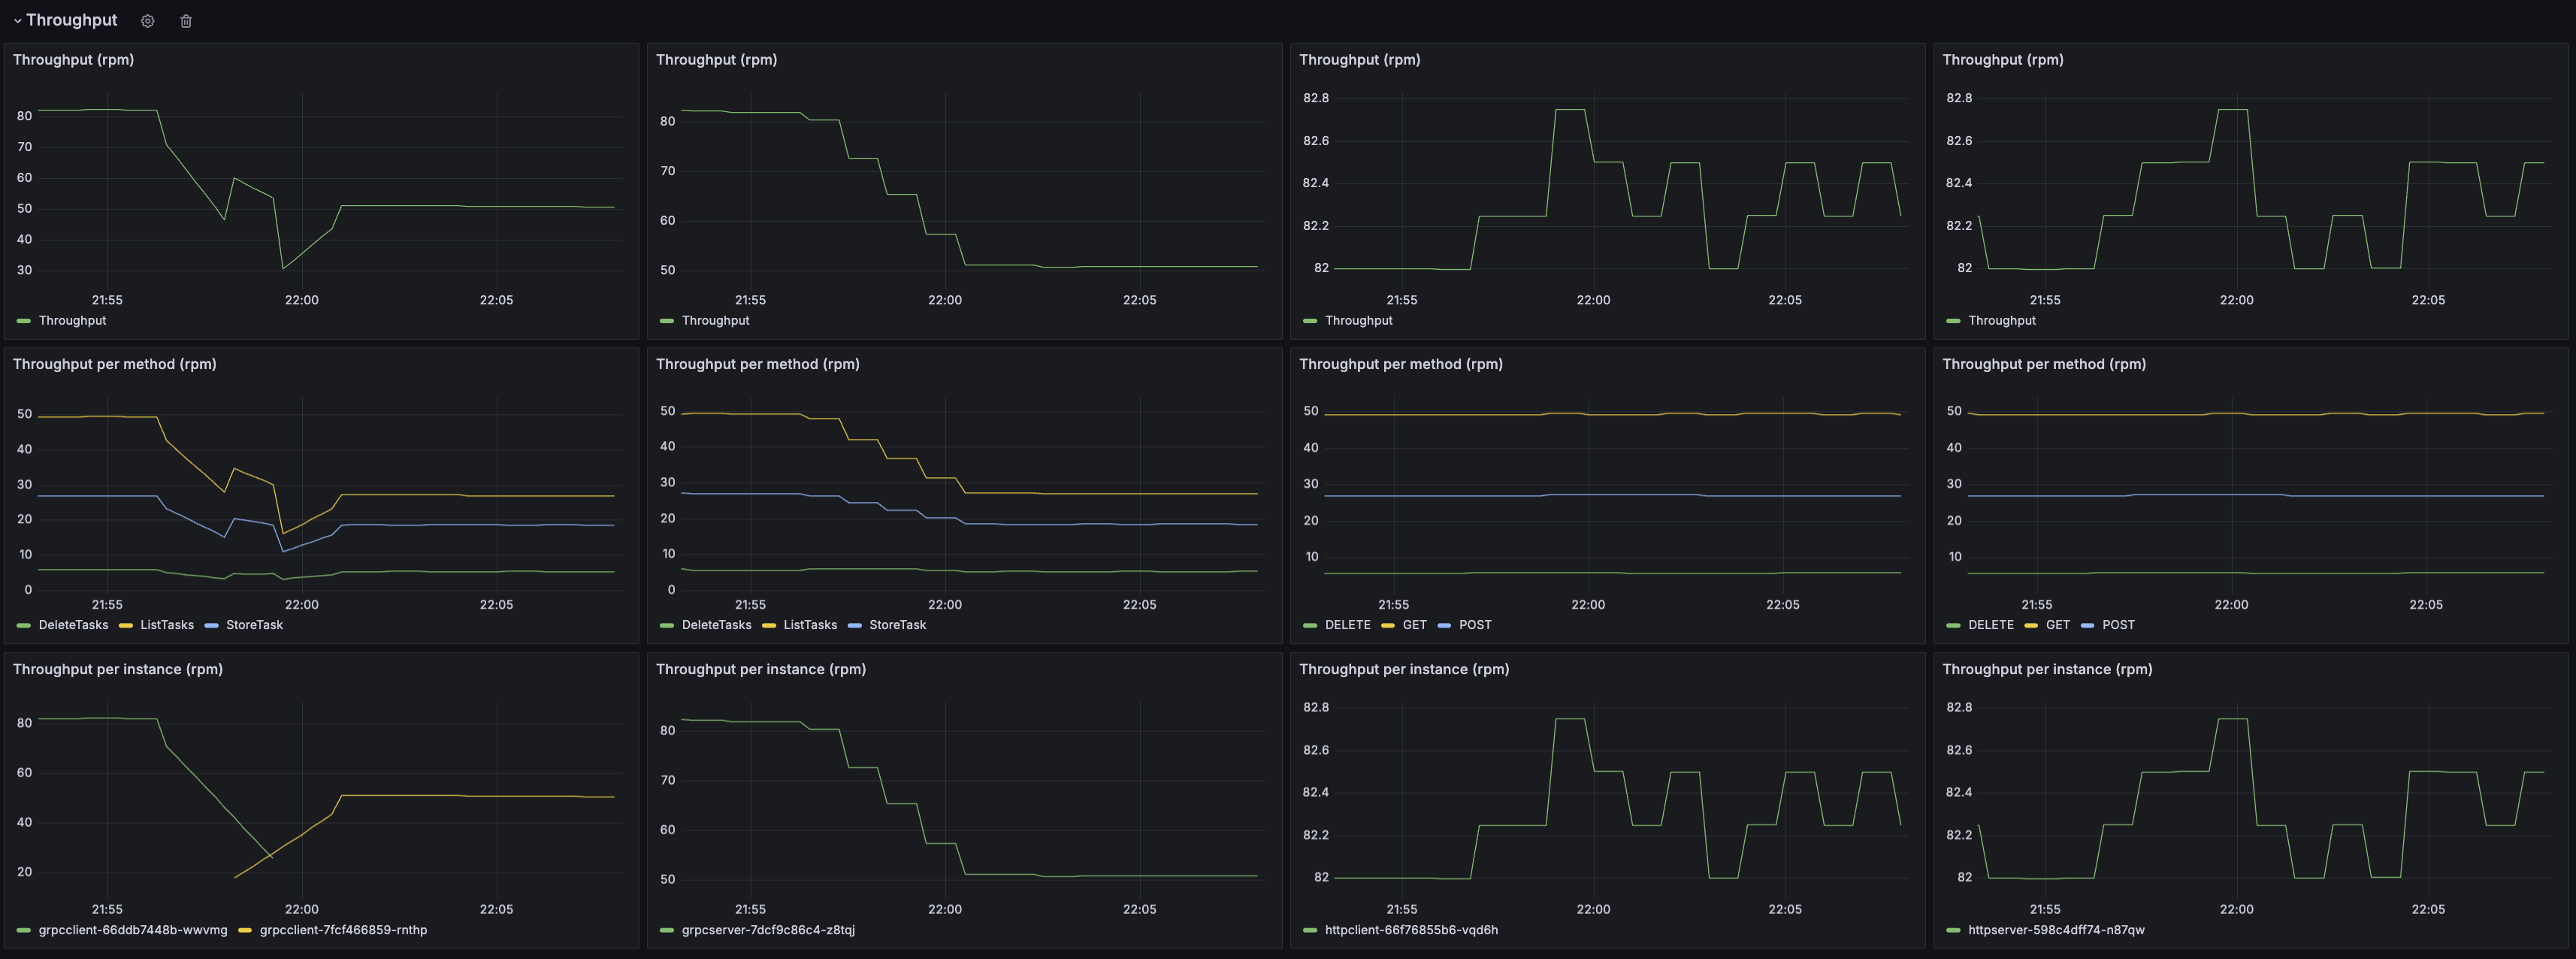 Throughput
Throughput (rpm)
80
70
60
50
40
30
21:55 22:00 22:05
Throughput
Throughput (rpm)
80
70
60
50
21:55 22:00 22:05
Throughput
Throughput (rpm)
82.8
82.6
82.4
82.2
82
21:55 22:00 22:05
Throughput
Throughput (rpm)
82.8
82.6
82.4
82.2
82
21:55 22:00 22:05
Throughput
Throughput per method (rpm)
50
40
30
20
10
0
21:55 22:00 22:05
DeleteTasks ListTasks StoreTask
Throughput per method (rpm)
50
40
30
20
10
0
21:55 22:00 22:05
DeleteTasks ListTasks StoreTask
Throughput per method (rpm)
50
40
30
20
10
21:55 22:00 22:05
DELETE GET POST
Throughput per method (rpm)
50
40
30
20
10
21:55 22:00 22:05
DELETE GET POST
Throughput per instance (rpm)
80
60
40
20
21:55 22:00 22:05
grpcclient-66ddb7448b-wwvmg grpcclient-7fcf466859-rnthp
Throughput per instance (rpm)
80
70
60
50
21:55 22:00 22:05
grpcserver-7dcf9c86c4-z8tqj
Throughput per instance (rpm)
82.8
82.6
82.4
82.2
82
21:55 22:00 22:05
httpclient-66f76855b6-vqd6h
Throughput per instance (rpm)
82.8
82.6
82.4
82.2
82
21:55 22:00 22:05
httpserver-598c4dff74-n87qw